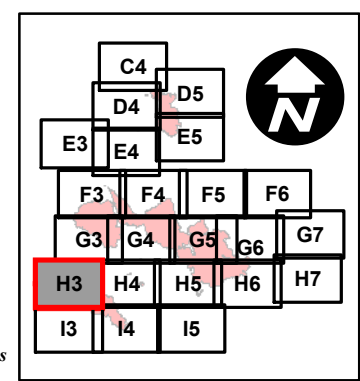 C4
D4 D5
E3 E4 E5
F3 F4 F5 F6
G3 G4 G5 G6 G7
H3 H4 H5 H6 H7
I3 I4 I5
N
s